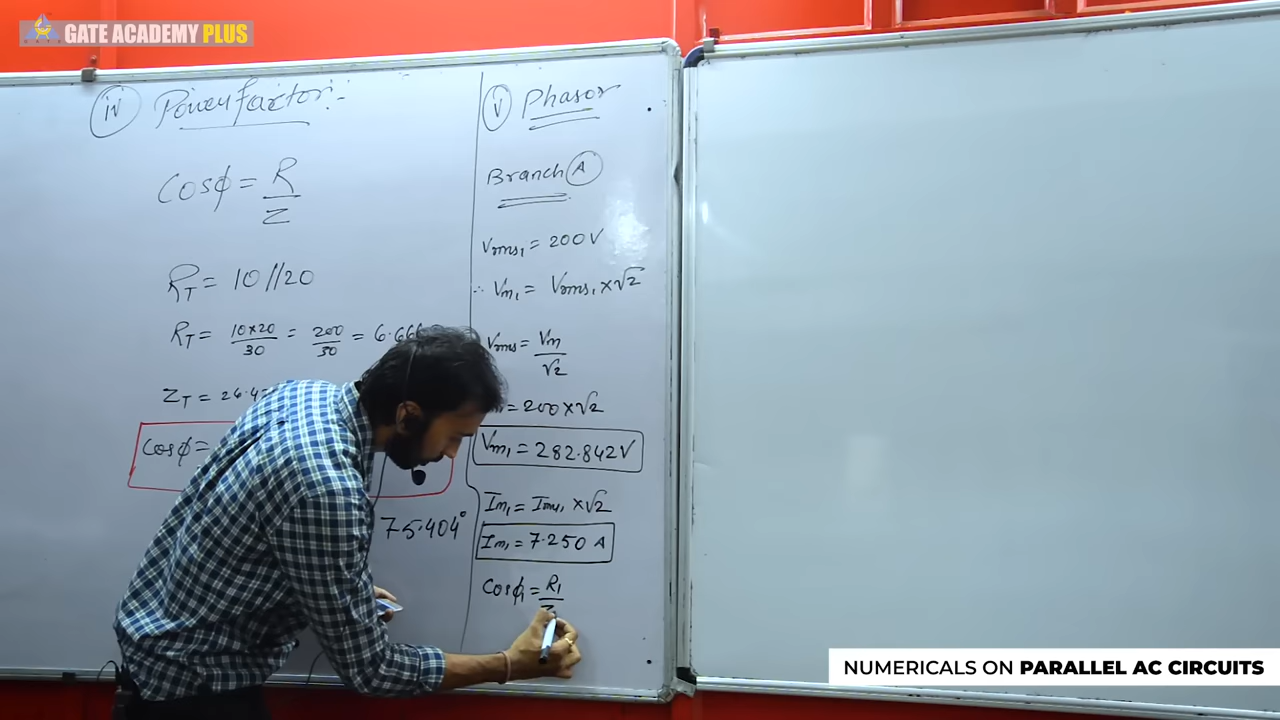 GATE ACADEMY PLUS
iv Power factor:-
Cosφ = R/Z
R_T = 10//20
R_T = 10×20/30 = 200/30 = 6.666
Z_T = 26.4
Cosφ =
75.404°
V Phasor
Branch A
Vrms₁ = 200V
∴ Vm₁ = Vrms₁ × √2
Vrms = Vm/√2
= 200 × √2
Vm₁ = 282.842V
Im₁ = Irms₁ × √2
Im₁ = 7.250 A
Cosφ₁ = R₁
NUMERICALS ON PARALLEL AC CIRCUITS